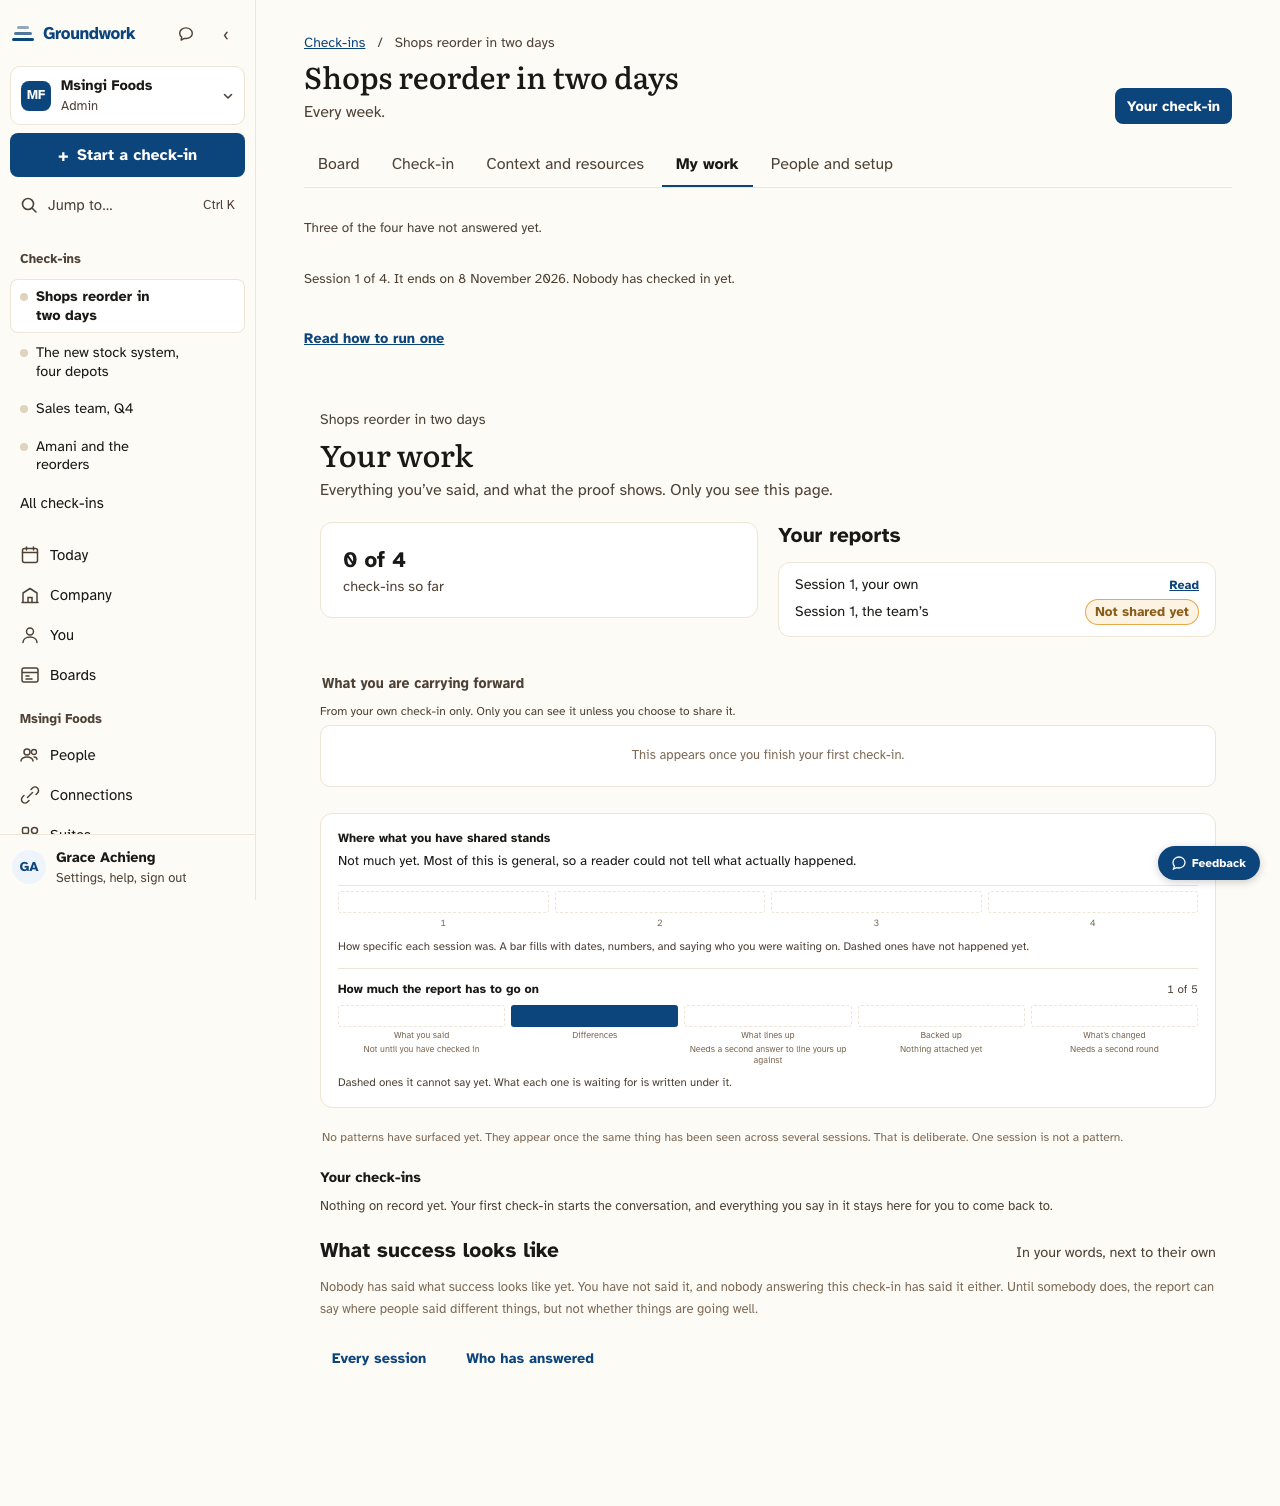 Groundwork
MF
Msingi Foods
Admin
+ Start a check-in
Jump to...
Ctrl K
Check-ins
Shops reorder in
two days
The new stock system,
four depots
Sales team, Q4
Amani and the
reorders
All check-ins
Today
Company
You
Boards
Msingi Foods
People
Connections
Suites
GA
Grace Achieng
Settings, help, sign out
Check-ins / Shops reorder in two days
Shops reorder in two days
Every week.
Your check-in
Board
Check-in
Context and resources
My work
People and setup
Three of the four have not answered yet.
Session 1 of 4. It ends on 8 November 2026. Nobody has checked in yet.
Read how to run one
Shops reorder in two days
Your work
Everything you’ve said, and what the proof shows. Only you see this page.
0 of 4
check-ins so far
Your reports
Session 1, your own
Read
Session 1, the team’s
Not shared yet
What you are carrying forward
From your own check-in only. Only you can see it unless you choose to share it.
This appears once you finish your first check-in.
Where what you have shared stands
Not much yet. Most of this is general, so a reader could not tell what actually happened.
Feedback
1
2
3
4
How specific each session was. A bar fills with dates, numbers, and saying who you were waiting on. Dashed ones have not happened yet.
How much the report has to go on
1 of 5
What you said
Not until you have checked in
Differences
What lines up
Needs a second answer to line yours up
against
Backed up
Nothing attached yet
What's changed
Needs a second round
Dashed ones it cannot say yet. What each one is waiting for is written under it.
No patterns have surfaced yet. They appear once the same thing has been seen across several sessions. That is deliberate. One session is not a pattern.
Your check-ins
Nothing on record yet. Your first check-in starts the conversation, and everything you say in it stays here for you to come back to.
What success looks like
In your words, next to their own
Nobody has said what success looks like yet. You have not said it, and nobody answering this check-in has said it either. Until somebody does, the report can
say where people said different things, but not whether things are going well.
Every session
Who has answered